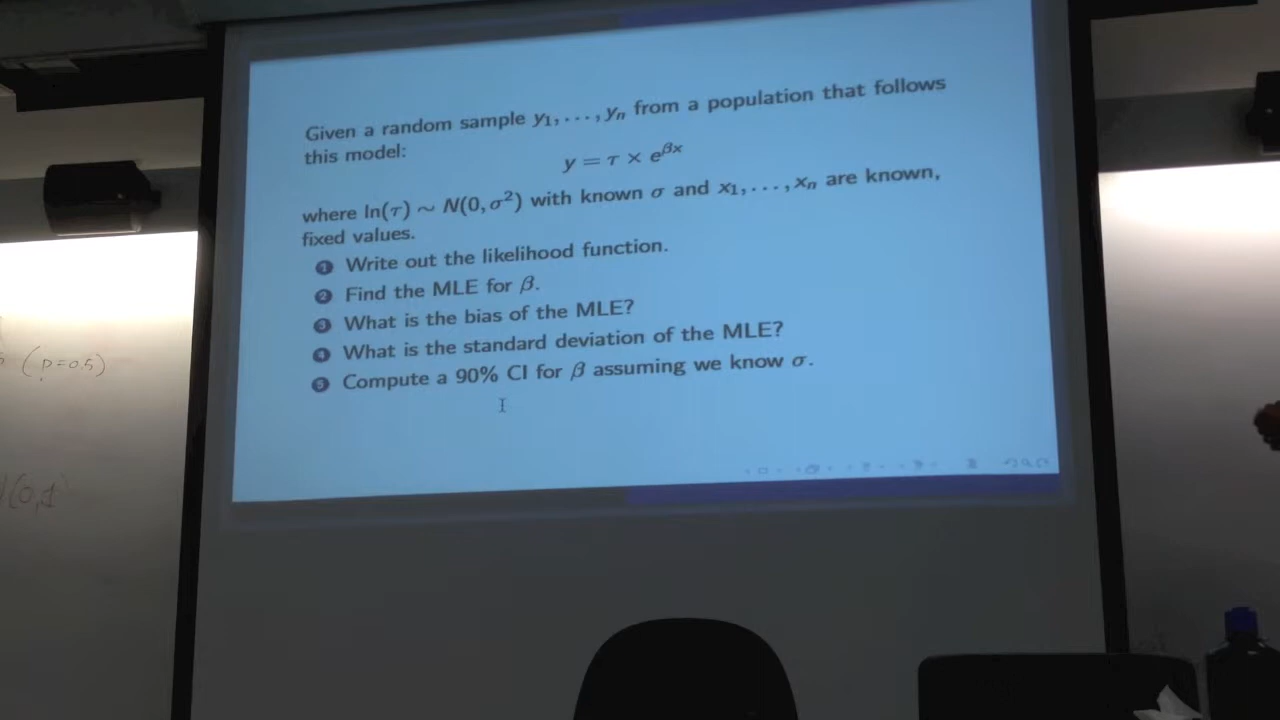 Given a random sample y₁, . . . , yₙ from a population that follows
this model:
y = τ × e^{βx}
where ln(τ) ~ N(0, σ²) with known σ and x₁, . . . , xₙ are known,
fixed values.
1 Write out the likelihood function.
2 Find the MLE for β.
3 What is the bias of the MLE?
4 What is the standard deviation of the MLE?
5 Compute a 90% CI for β assuming we know σ.
(p=0.5)
(0,1